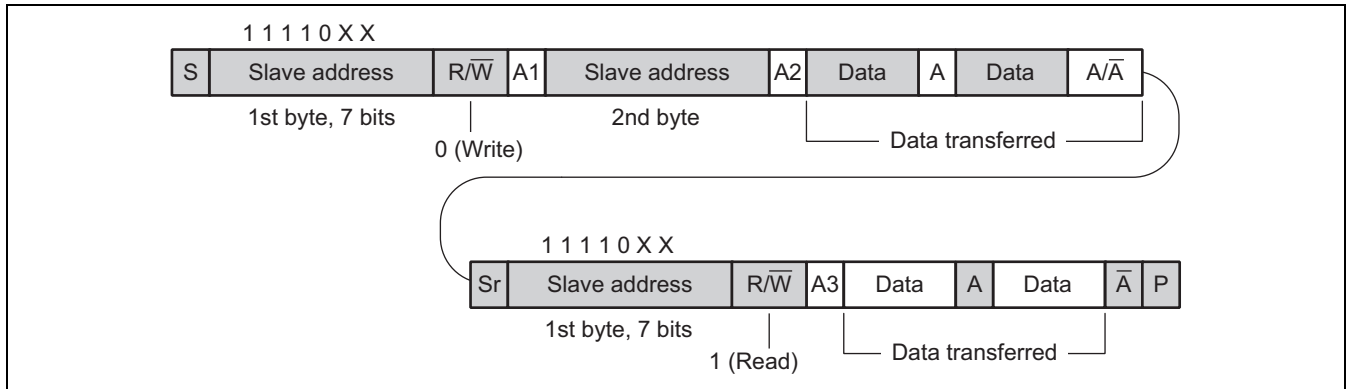 1 1 1 1 0 X X
S Slave address R/W̅ A1 Slave address A2 Data A Data A/A̅
1st byte, 7 bits 2nd byte
0 (Write) Data transferred
1 1 1 1 0 X X
Sr Slave address R/W̅ A3 Data A Data A̅ P
1st byte, 7 bits
1 (Read) Data transferred